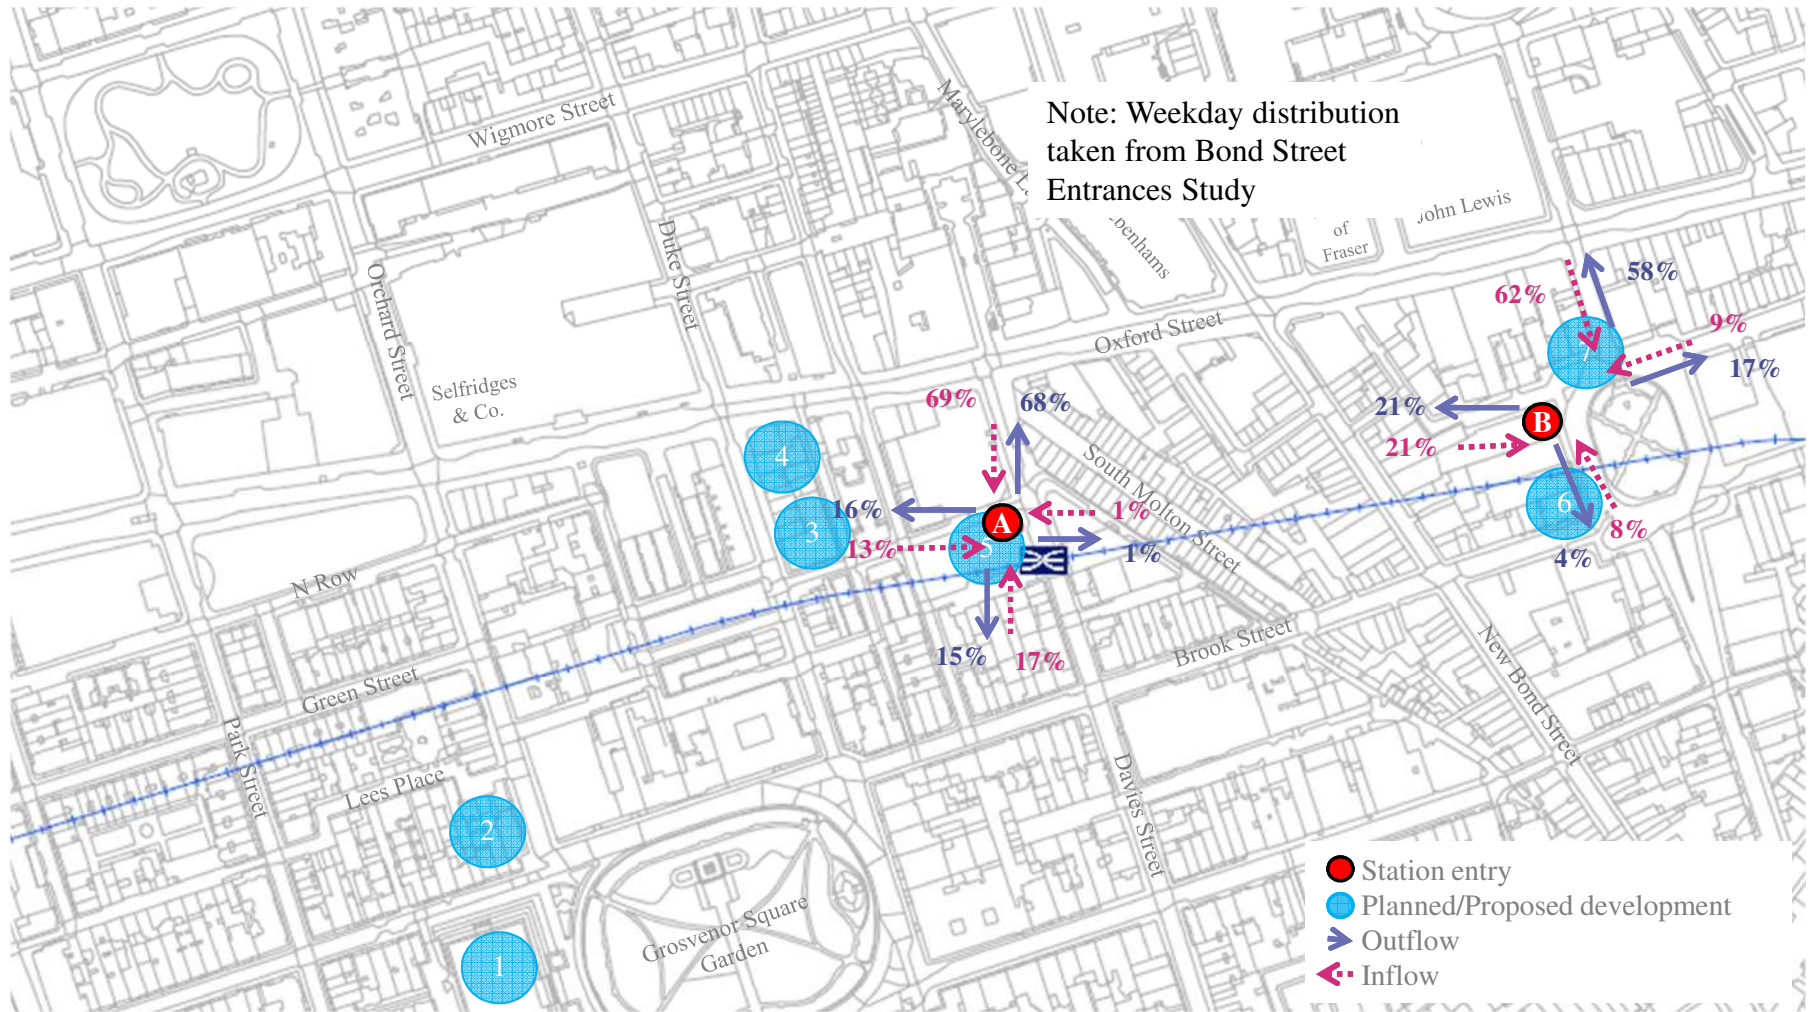 Wigmore Street
Marylebone
Note: Weekday distribution
taken from Bond Street
Entrances Study
of
Fraser
John Lewis
Duke Street
Orchard Street
Selfridges
& Co.
Oxford Street
58%
62%
9%
17%
7
21%
B
21%
6
8%
4%
69%
68%
4
16%
A
1%
3
13%
5
1%
South Molton Street
15%
17%
N Row
Green Street
Brook Street
New Bond Street
Park Street
Lees Place
Davies Street
2
1
Grosvenor Square
Garden
Station entry
Planned/Proposed development
Outflow
Inflow